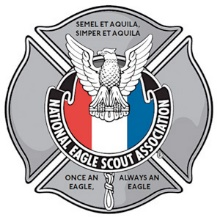 SEMEL ET AQUILA,
SIMPER ET AQUILA
NATIONAL EAGLE SCOUT ASSOCIATION
ONCE AN
EAGLE,
ALWAYS AN
EAGLE